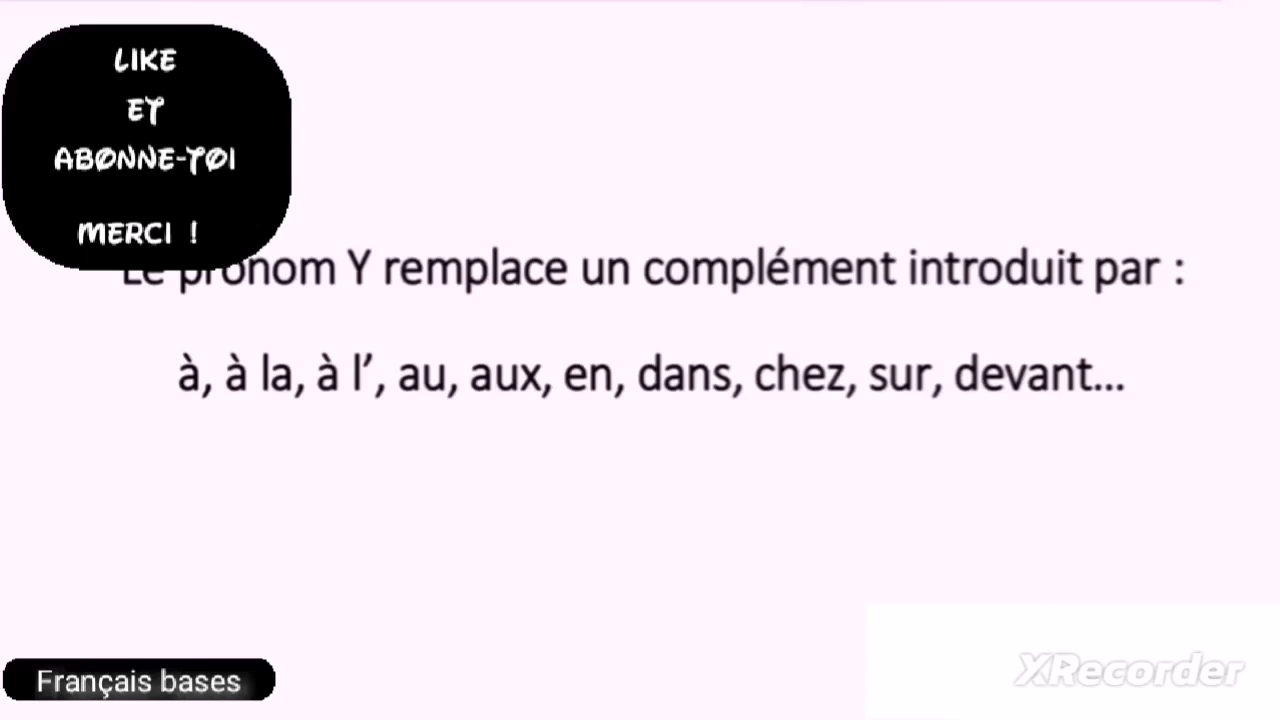 LIKE
ET
ABONNE-TOI
MERCI !
Le pronom Y remplace un complément introduit par :
à, à la, à l’, au, aux, en, dans, chez, sur, devant...
Français bases
XRecorder